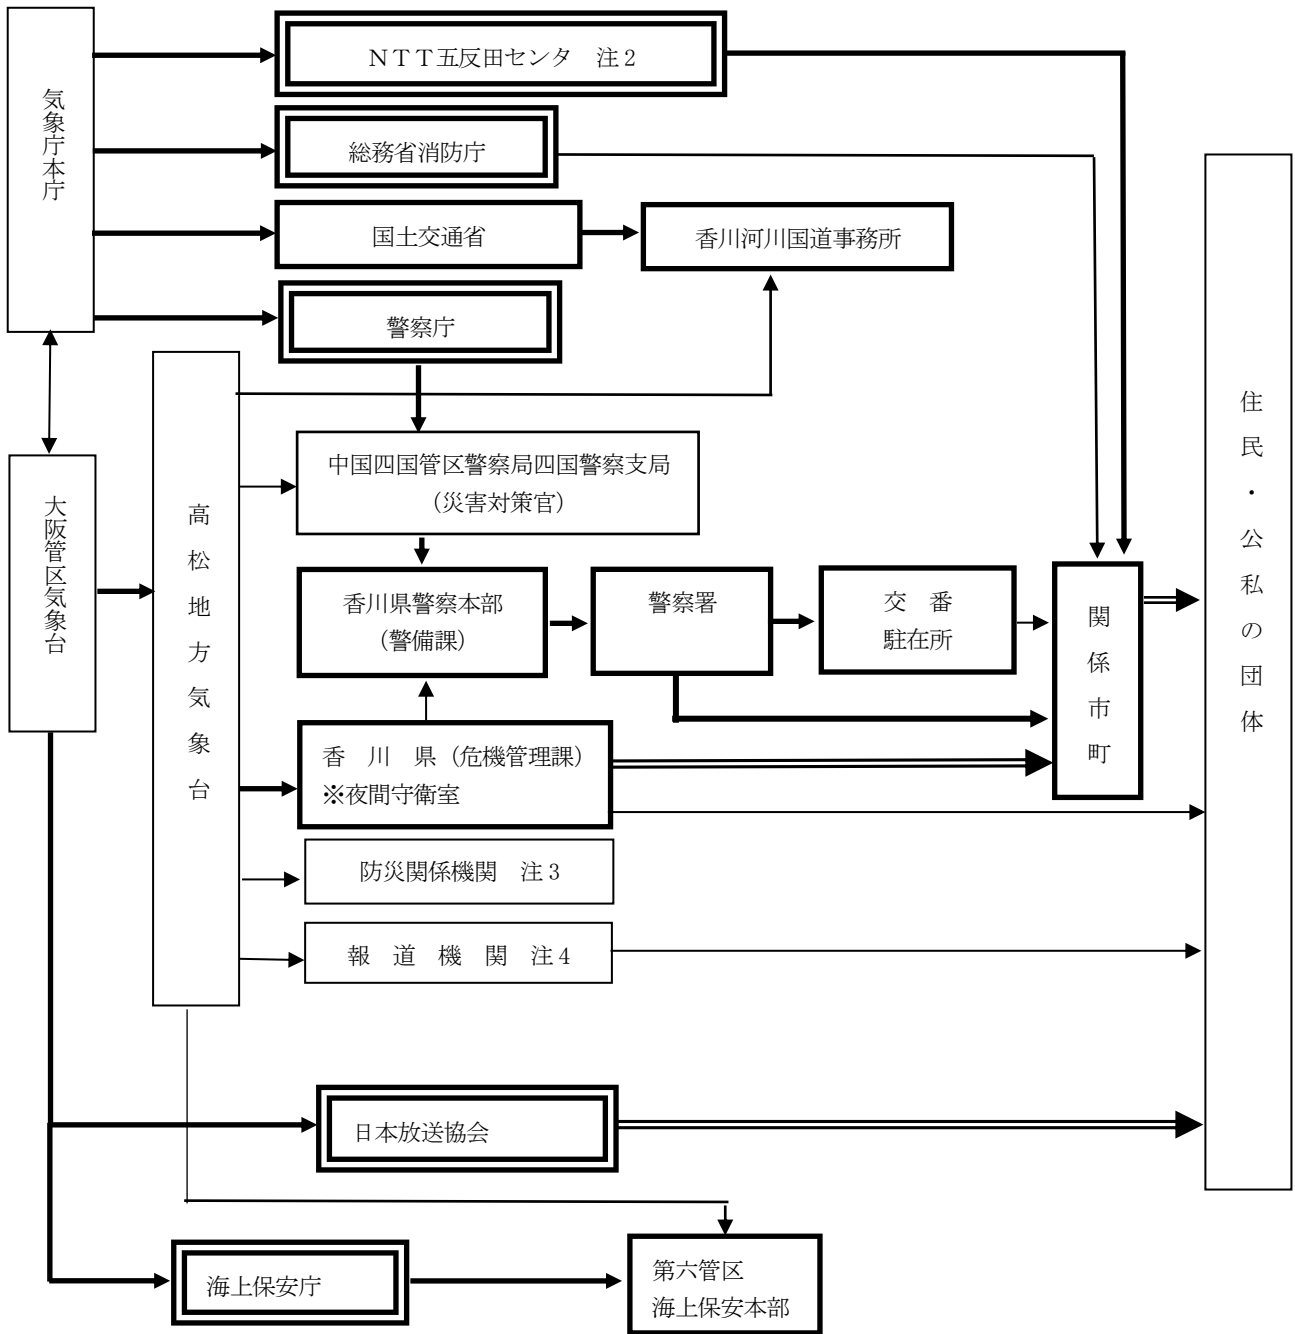 気象庁本庁
ＮＴＴ五反田センタ　注２
総務省消防庁
国土交通省
香川河川国道事務所
警察庁
中国四国管区警察局四国警察支局
（災害対策官）
大阪管区気象台
高松地方気象台
香川県警察本部
（警備課）
警察署
交　番
駐在所
関係市町
住民・公私の団体
香　川　県（危機管理課）
※夜間守衛室
防災関係機関　注３
報　道　機　関　注４
日本放送協会
海上保安庁
第六管区
海上保安本部